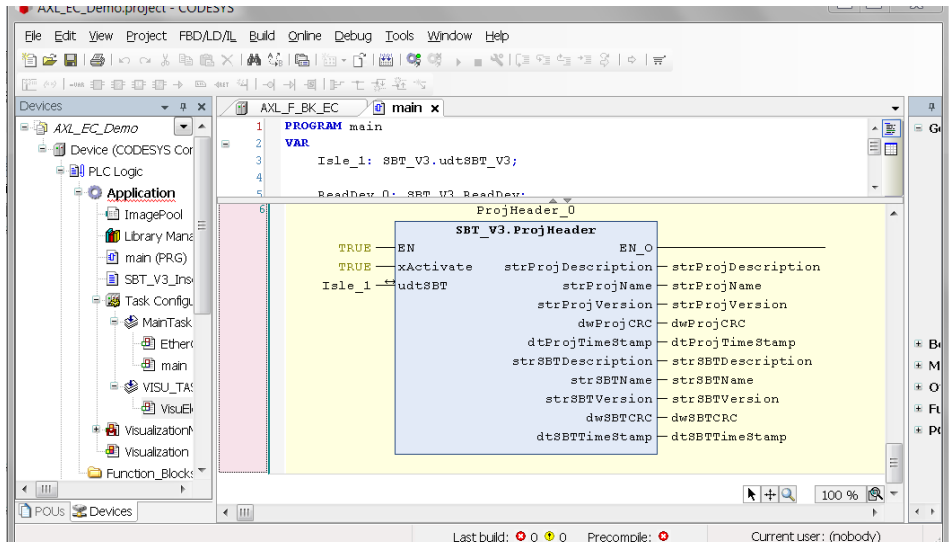 AXL_EC_Demo.project - CODESYS
File Edit View Project FBD/LD/IL Build Online Debug Tools Window Help
Devices
AXL_F_BK_EC main x
AXL_EC_Demo
Device (CODESYS Cor
PLC Logic
Application
ImagePool
Library Mana
main (PRG)
SBT_V3_Ins
Task Configu
MainTask
Ether
main
VISU_TAS
VisuEl
VisualizationM
Visualization
Function_Blocks
POUs Devices
1 PROGRAM main
2 VAR
3 Isle_1: SBT_V3.udtSBT_V3;
4
5 ReadDev_0: SBT_V3.ReadDev;
6 ProjHeader_0
SBT_V3.ProjHeader
TRUE EN EN_O
TRUE xActivate strProjDescription strProjDescription
Isle_1 udtSBT strProjName strProjName
strProjVersion strProjVersion
dwProjCRC dwProjCRC
dtProjTimeStamp dtProjTimeStamp
strSBTDescription strSBTDescription
strSBTName strSBTName
strSBTVersion strSBTVersion
dwSBTCRC dwSBTCRC
dtSBTTimeStamp dtSBTTimeStamp
100 %
Ge
B
M
O
Fu
PO
Last build: 0 0 Precompile: Current user: (nobody)